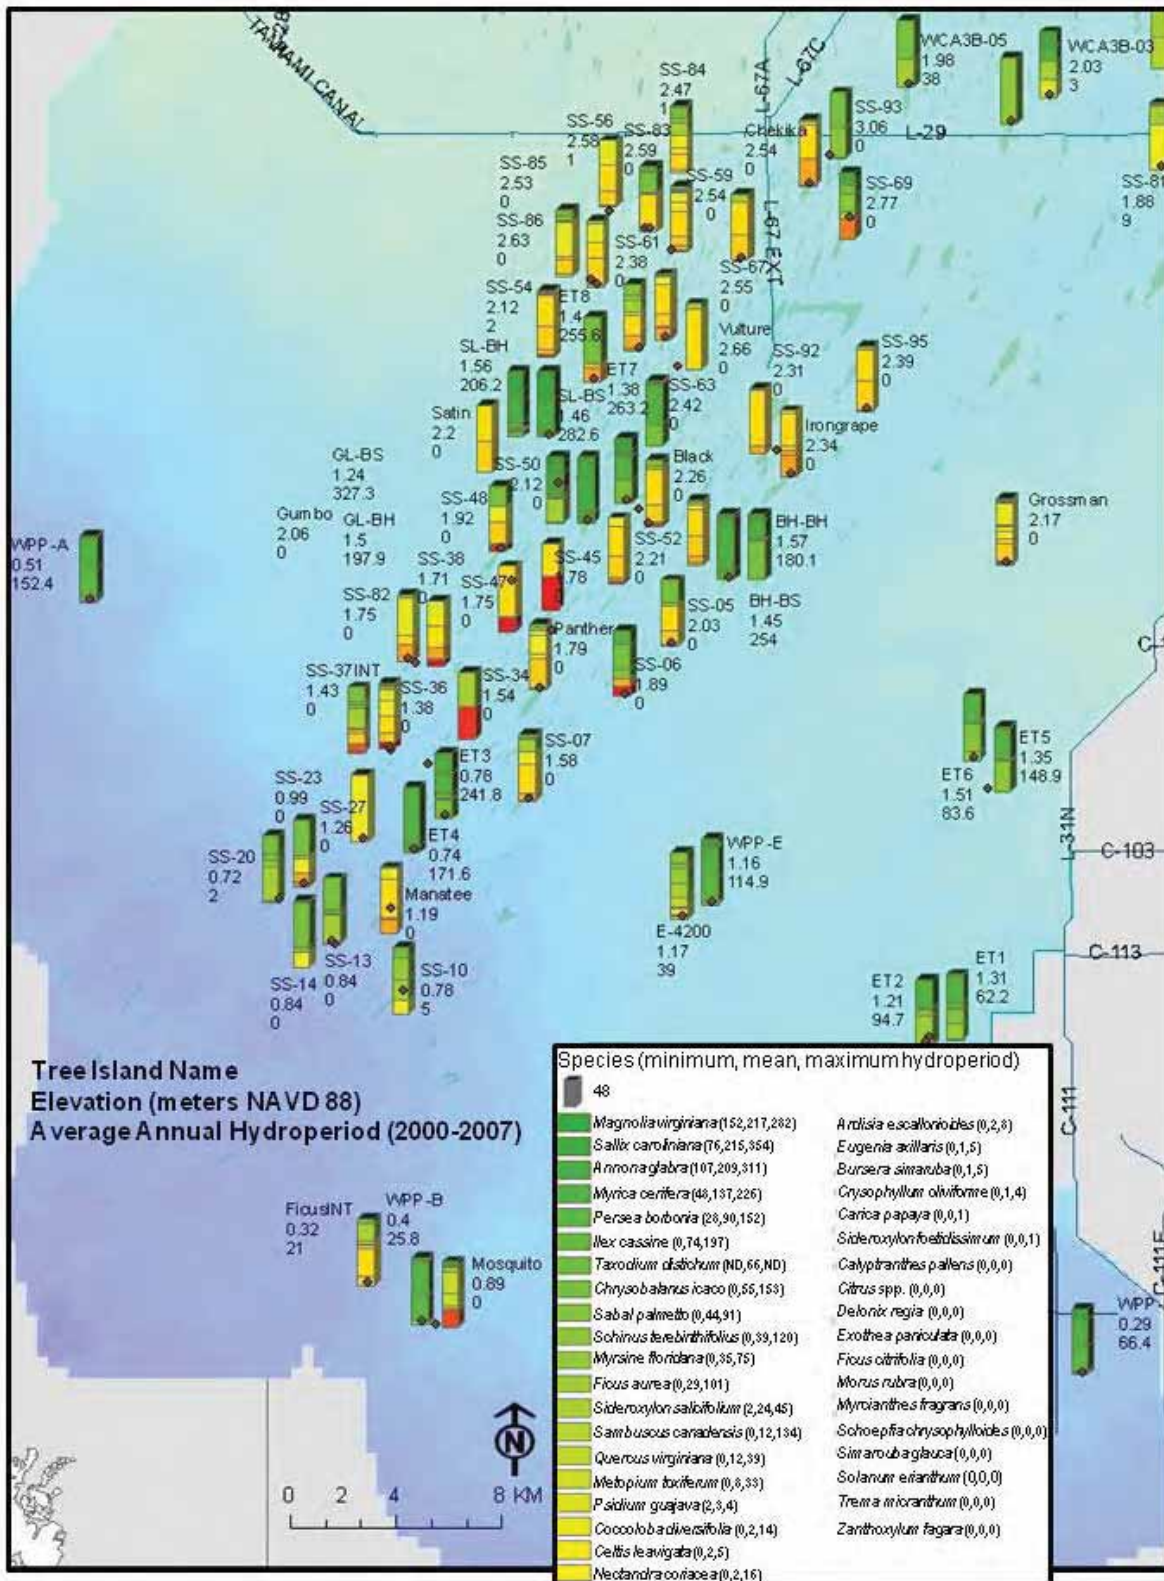 TAMIAMI CANAL
L-67A
L-67C
WCA3B-05
1.98
38
WCA3B-03
2.03
3
SS-84
2.47
1
SS-93
3.06
0
L-29
SS-56
2.58
1
SS-83
2.59
0
Chekika
2.54
0
SS-85
2.53
0
SS-59
2.54
0
SS-69
2.77
0
SS-81
1.88
9
L-67 EXT
SS-86
2.63
0
SS-61
2.38
0
SS-67
2.55
0
SS-54
2.12
2
ET8
1.4
255.6
Vulture
2.66
0
SL-BH
1.56
206.2
ET7
1.38
263.2
SS-92
2.31
0
SS-95
2.39
0
SL-BS
1.46
282.6
SS-63
2.42
0
Satin
2.2
0
Irongrape
2.34
0
GL-BS
1.24
327.3
SS-50
2.12
0
Black
2.26
0
SS-48
1.92
0
Grossman
2.17
0
Gumbo
2.06
0
GL-BH
1.5
197.9
WPP-A
0.51
152.4
SS-52
2.21
0
BH-BH
1.57
180.1
SS-38
1.71
0
SS-45
1.78
0
SS-47
1.75
0
SS-82
1.75
0
SS-05
2.03
0
BH-BS
1.45
254
Panther
1.79
0
SS-06
1.89
0
SS-37INT
1.43
0
SS-36
1.38
0
SS-34
1.54
0
SS-07
1.58
0
ET3
0.78
241.8
ET5
1.35
148.9
ET6
1.51
83.6
SS-23
0.99
0
SS-27
1.26
0
L-31N
C-103
ET4
0.74
171.6
WPP-E
1.16
114.9
SS-20
0.72
2
Manatee
1.19
0
E-4200
1.17
39
C-113
SS-13
0.84
0
SS-10
0.78
5
SS-14
0.84
0
ET2
1.21
94.7
ET1
1.31
62.2
C-111
Tree Island Name
Elevation (meters NAVD 88)
Average Annual Hydroperiod (2000-2007)
FicusINT
0.32
21
WPP-B
0.4
25.8
Mosquito
0.89
0
C-111E
WPP
0.29
66.4
N
0 2 4 8 KM
Species (minimum, mean, maximum hydroperiod)
48
Magnolia virginiana (152,217,282)
Sallix caroliniana (76,215,354)
Annona glabra (107,209,311)
Myrica cerifera (48,137,226)
Persea borbonia (28,90,152)
Ilex cassine (0,74,197)
Taxodium distichum (ND,66,ND)
Chrysobalanus icaco (0,55,153)
Sabal palmetto (0,44,91)
Schinus terebinthifolius (0,39,120)
Myrsine floridana (0,35,75)
Ficus aurea (0,29,101)
Sideroxylon salicifolium (2,24,45)
Sambuscus canadensis (0,12,134)
Quercus virginiana (0,12,39)
Metopium toxiferum (0,8,33)
Psidium guajava (2,3,4)
Coccoloba diversifolia (0,2,14)
Celtis leavigata (0,2,5)
Nectandra coriacea (0,2,16)
Ardisia escallonioides (0,2,8)
Eugenia axillaris (0,1,5)
Bursera simaruba (0,1,5)
Crysophyllum oliviforme (0,1,4)
Carica papaya (0,0,1)
Sideroxylon foetidissimum (0,0,1)
Calyptranthes pallens (0,0,0)
Citrus spp. (0,0,0)
Delonix regia (0,0,0)
Exothea paniculata (0,0,0)
Ficus citrifolia (0,0,0)
Morus rubra (0,0,0)
Myrcianthes fragrans (0,0,0)
Schoepfia chrysophylloides (0,0,0)
Simarouba glauca (0,0,0)
Solanum erianthum (0,0,0)
Trema micranthum (0,0,0)
Zanthoxylum fagara (0,0,0)